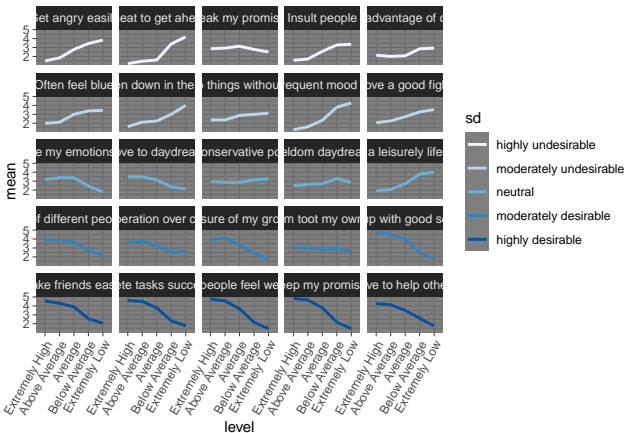 Get angry easil eat to get ahe eak my promis Insult people advantage of o
5
4
3
2
Often feel blue en down in the things withou requent mood ove a good figh
5
4
3
2
e my emotions ove to daydrea onservative po eldom daydrea a leisurely lifes
5
4
3
2
of different peo peration over c sure of my gro m toot my own up with good so
5
4
3
2
ake friends eas ete tasks succe people feel we eep my promis ve to help othe
5
4
3
2
mean
Extremely High
Above Average
Average
Below Average
Extremely Low
Extremely High
Above Average
Average
Below Average
Extremely Low
Extremely High
Above Average
Average
Below Average
Extremely Low
Extremely High
Above Average
Average
Below Average
Extremely Low
Extremely High
Above Average
Average
Below Average
Extremely Low
level
sd
highly undesirable
moderately undesirable
neutral
moderately desirable
highly desirable